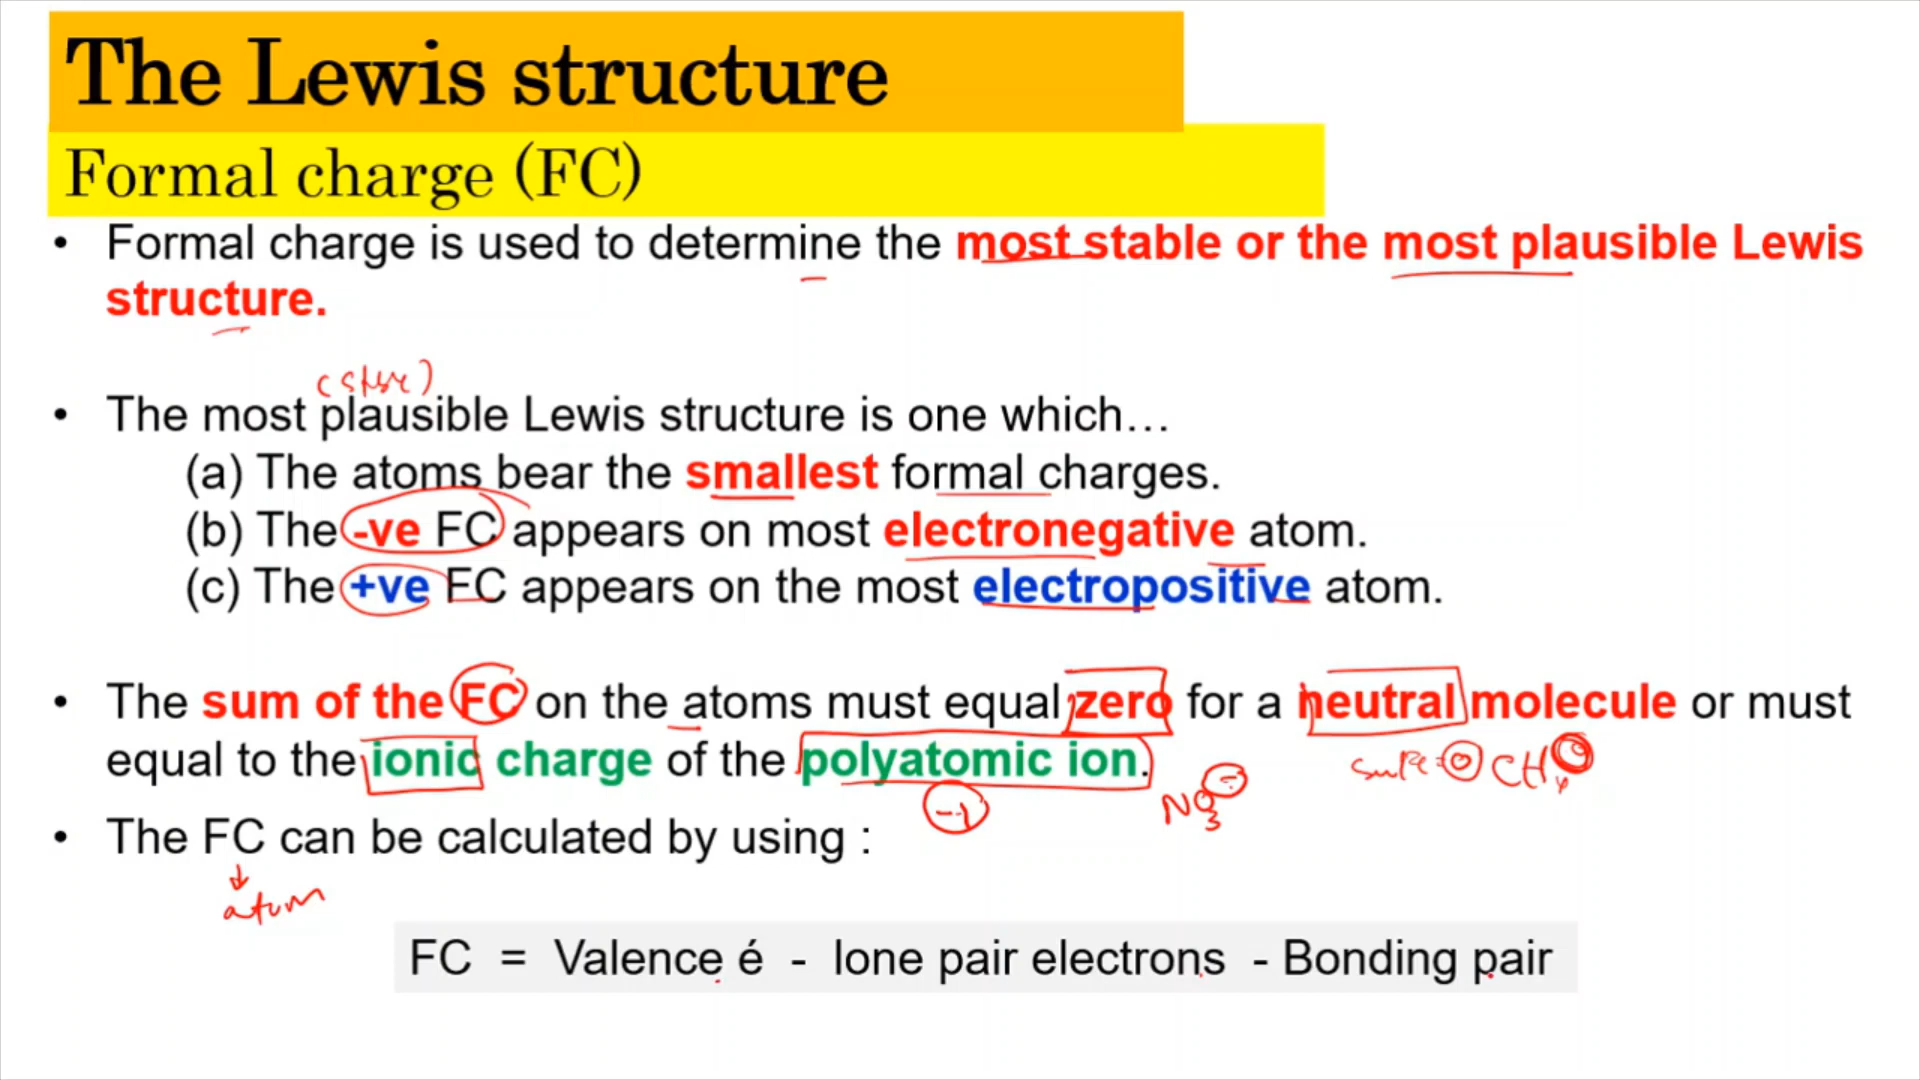 The Lewis structure
Formal charge (FC)
• Formal charge is used to determine the most stable or the most plausible Lewis
structure.
• The most plausible Lewis structure is one which...
(a) The atoms bear the smallest formal charges.
(b) The -ve FC appears on most electronegative atom.
(c) The +ve FC appears on the most electropositive atom.
• The sum of the FC on the atoms must equal zero for a neutral molecule or must
equal to the ionic charge of the polyatomic ion.
= 0 CH4
-1
NO3-
• The FC can be calculated by using :
↓
atom
FC = Valence é - lone pair electrons - Bonding pair